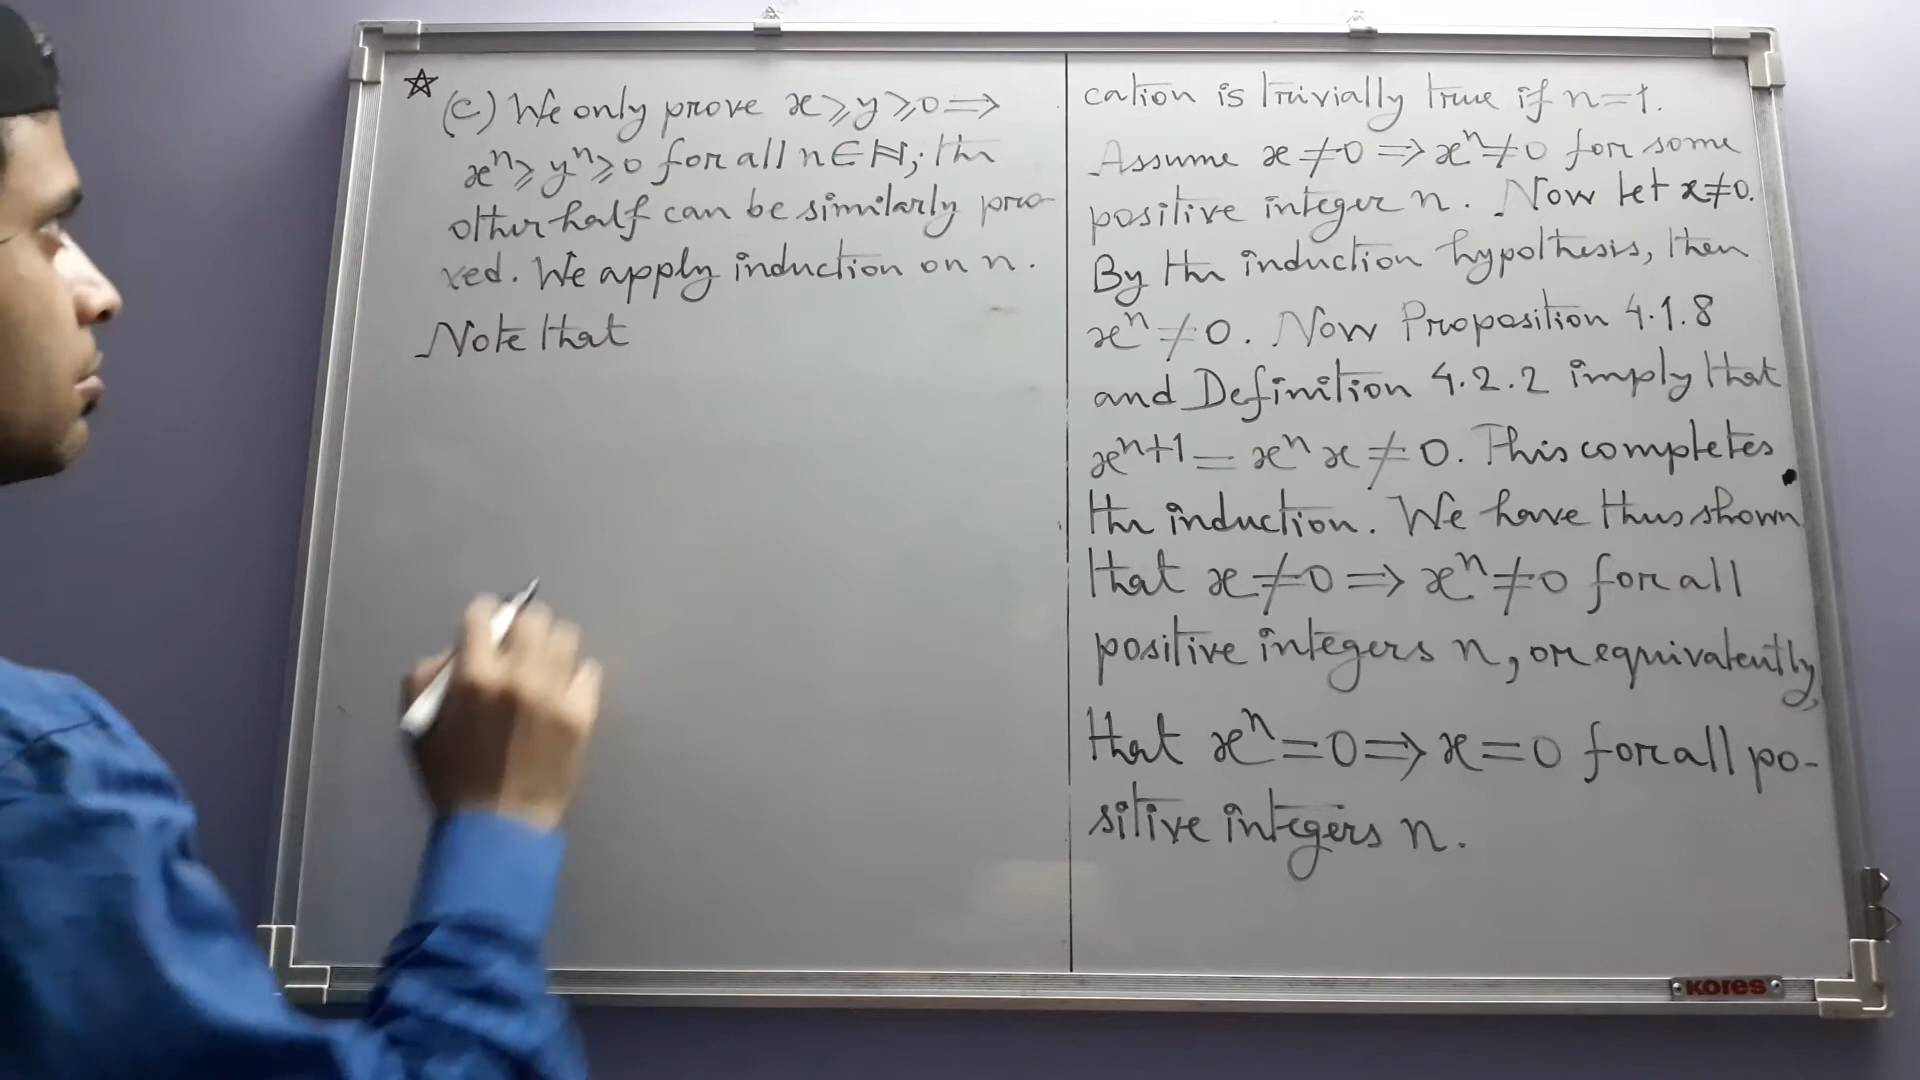 ☆ (c) We only prove x ⩾ y ⩾ 0 ⇒
xⁿ ⩾ yⁿ ⩾ 0 for all n ∈ ℕ; the
other half can be similarly pro-
ved. We apply induction on n.
Note that
cation is trivially true if n = 1.
Assume x ≠ 0 ⇒ xⁿ ≠ 0 for some
positive integer n. Now let x ≠ 0.
By the induction hypothesis, then
xⁿ ≠ 0. Now Proposition 4.1.8
and Definition 4.2.2 imply that
xⁿ⁺¹ = xⁿ x ≠ 0. This completes
the induction. We have thus shown
that x ≠ 0 ⇒ xⁿ ≠ 0 for all
positive integers n, or equivalently,
that xⁿ = 0 ⇒ x = 0 for all po-
sitive integers n.
kores